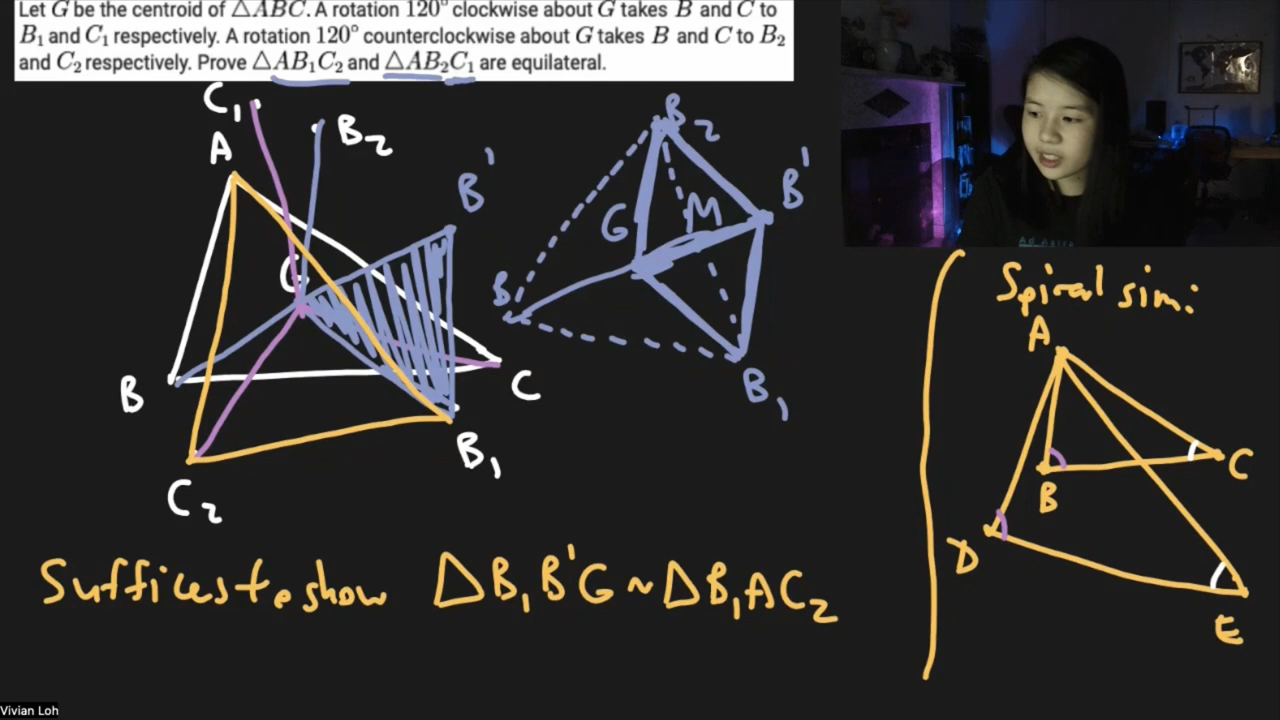 Let G be the centroid of △ABC. A rotation 120° clockwise about G takes B and C to
B₁ and C₁ respectively. A rotation 120° counterclockwise about G takes B and C to B₂
and C₂ respectively. Prove △AB₁C₂ and △AB₂C₁ are equilateral.
C₁
A
B₂
B'
G
B
C
B₁
C₂
B₂
B'
G
M
B
B₁
Spiral sim:
A
B
C
D
E
Suffices to show △B₁B'G ~ △B₁AC₂
Vivian Loh